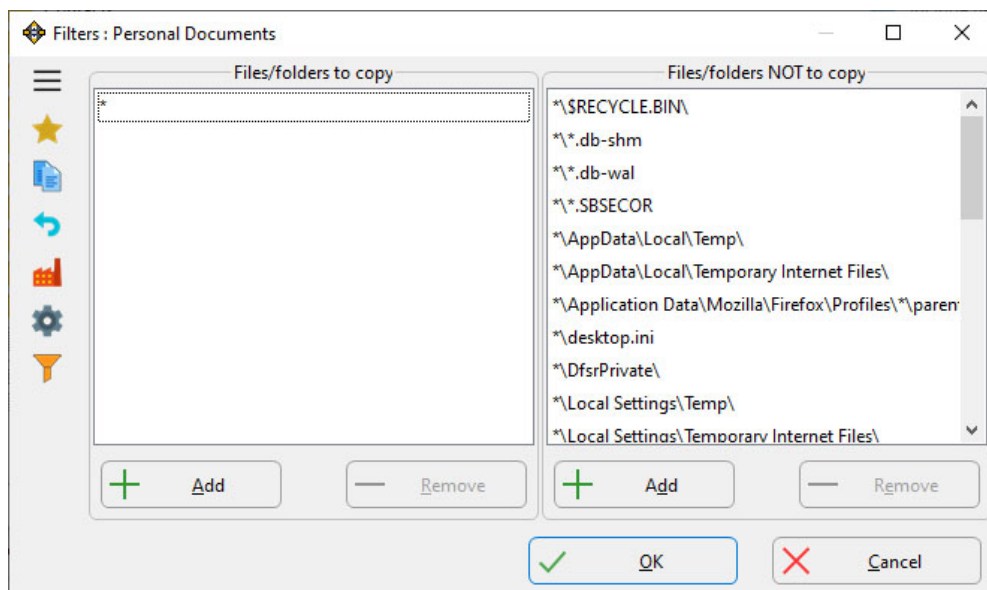 Filters : Personal Documents
Files/folders to copy
*
Add
Remove
Files/folders NOT to copy
*\$RECYCLE.BIN\
*\*.db-shm
*\*.db-wal
*\*.SBSECOR
*\AppData\Local\Temp\
*\AppData\Local\Temporary Internet Files\
*\Application Data\Mozilla\Firefox\Profiles\*\paren
*\desktop.ini
*\DfsrPrivate\
*\Local Settings\Temp\
*\Local Settings\Temporary Internet Files\
Add
Remove
OK
Cancel